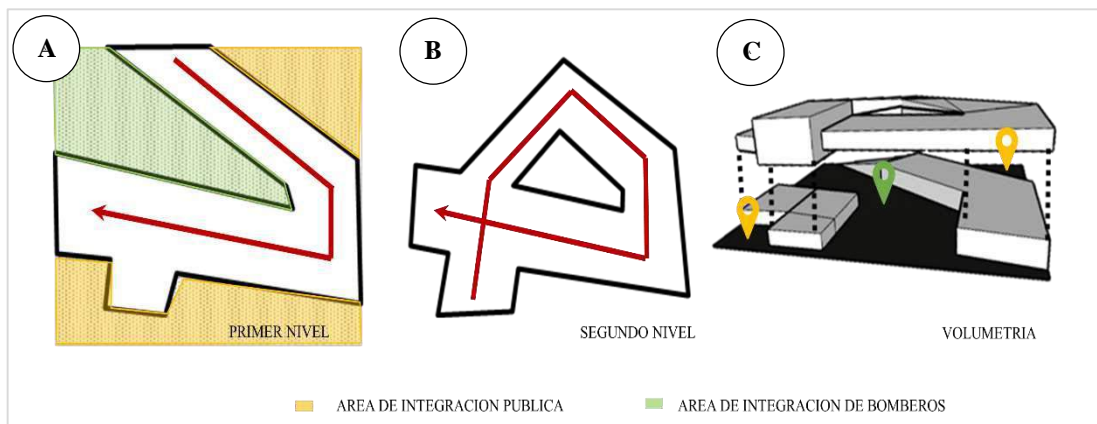 A
B
C
PRIMER NIVEL
SEGUNDO NIVEL
VOLUMETRIA
AREA DE INTEGRACION PUBLICA
AREA DE INTEGRACION DE BOMBEROS